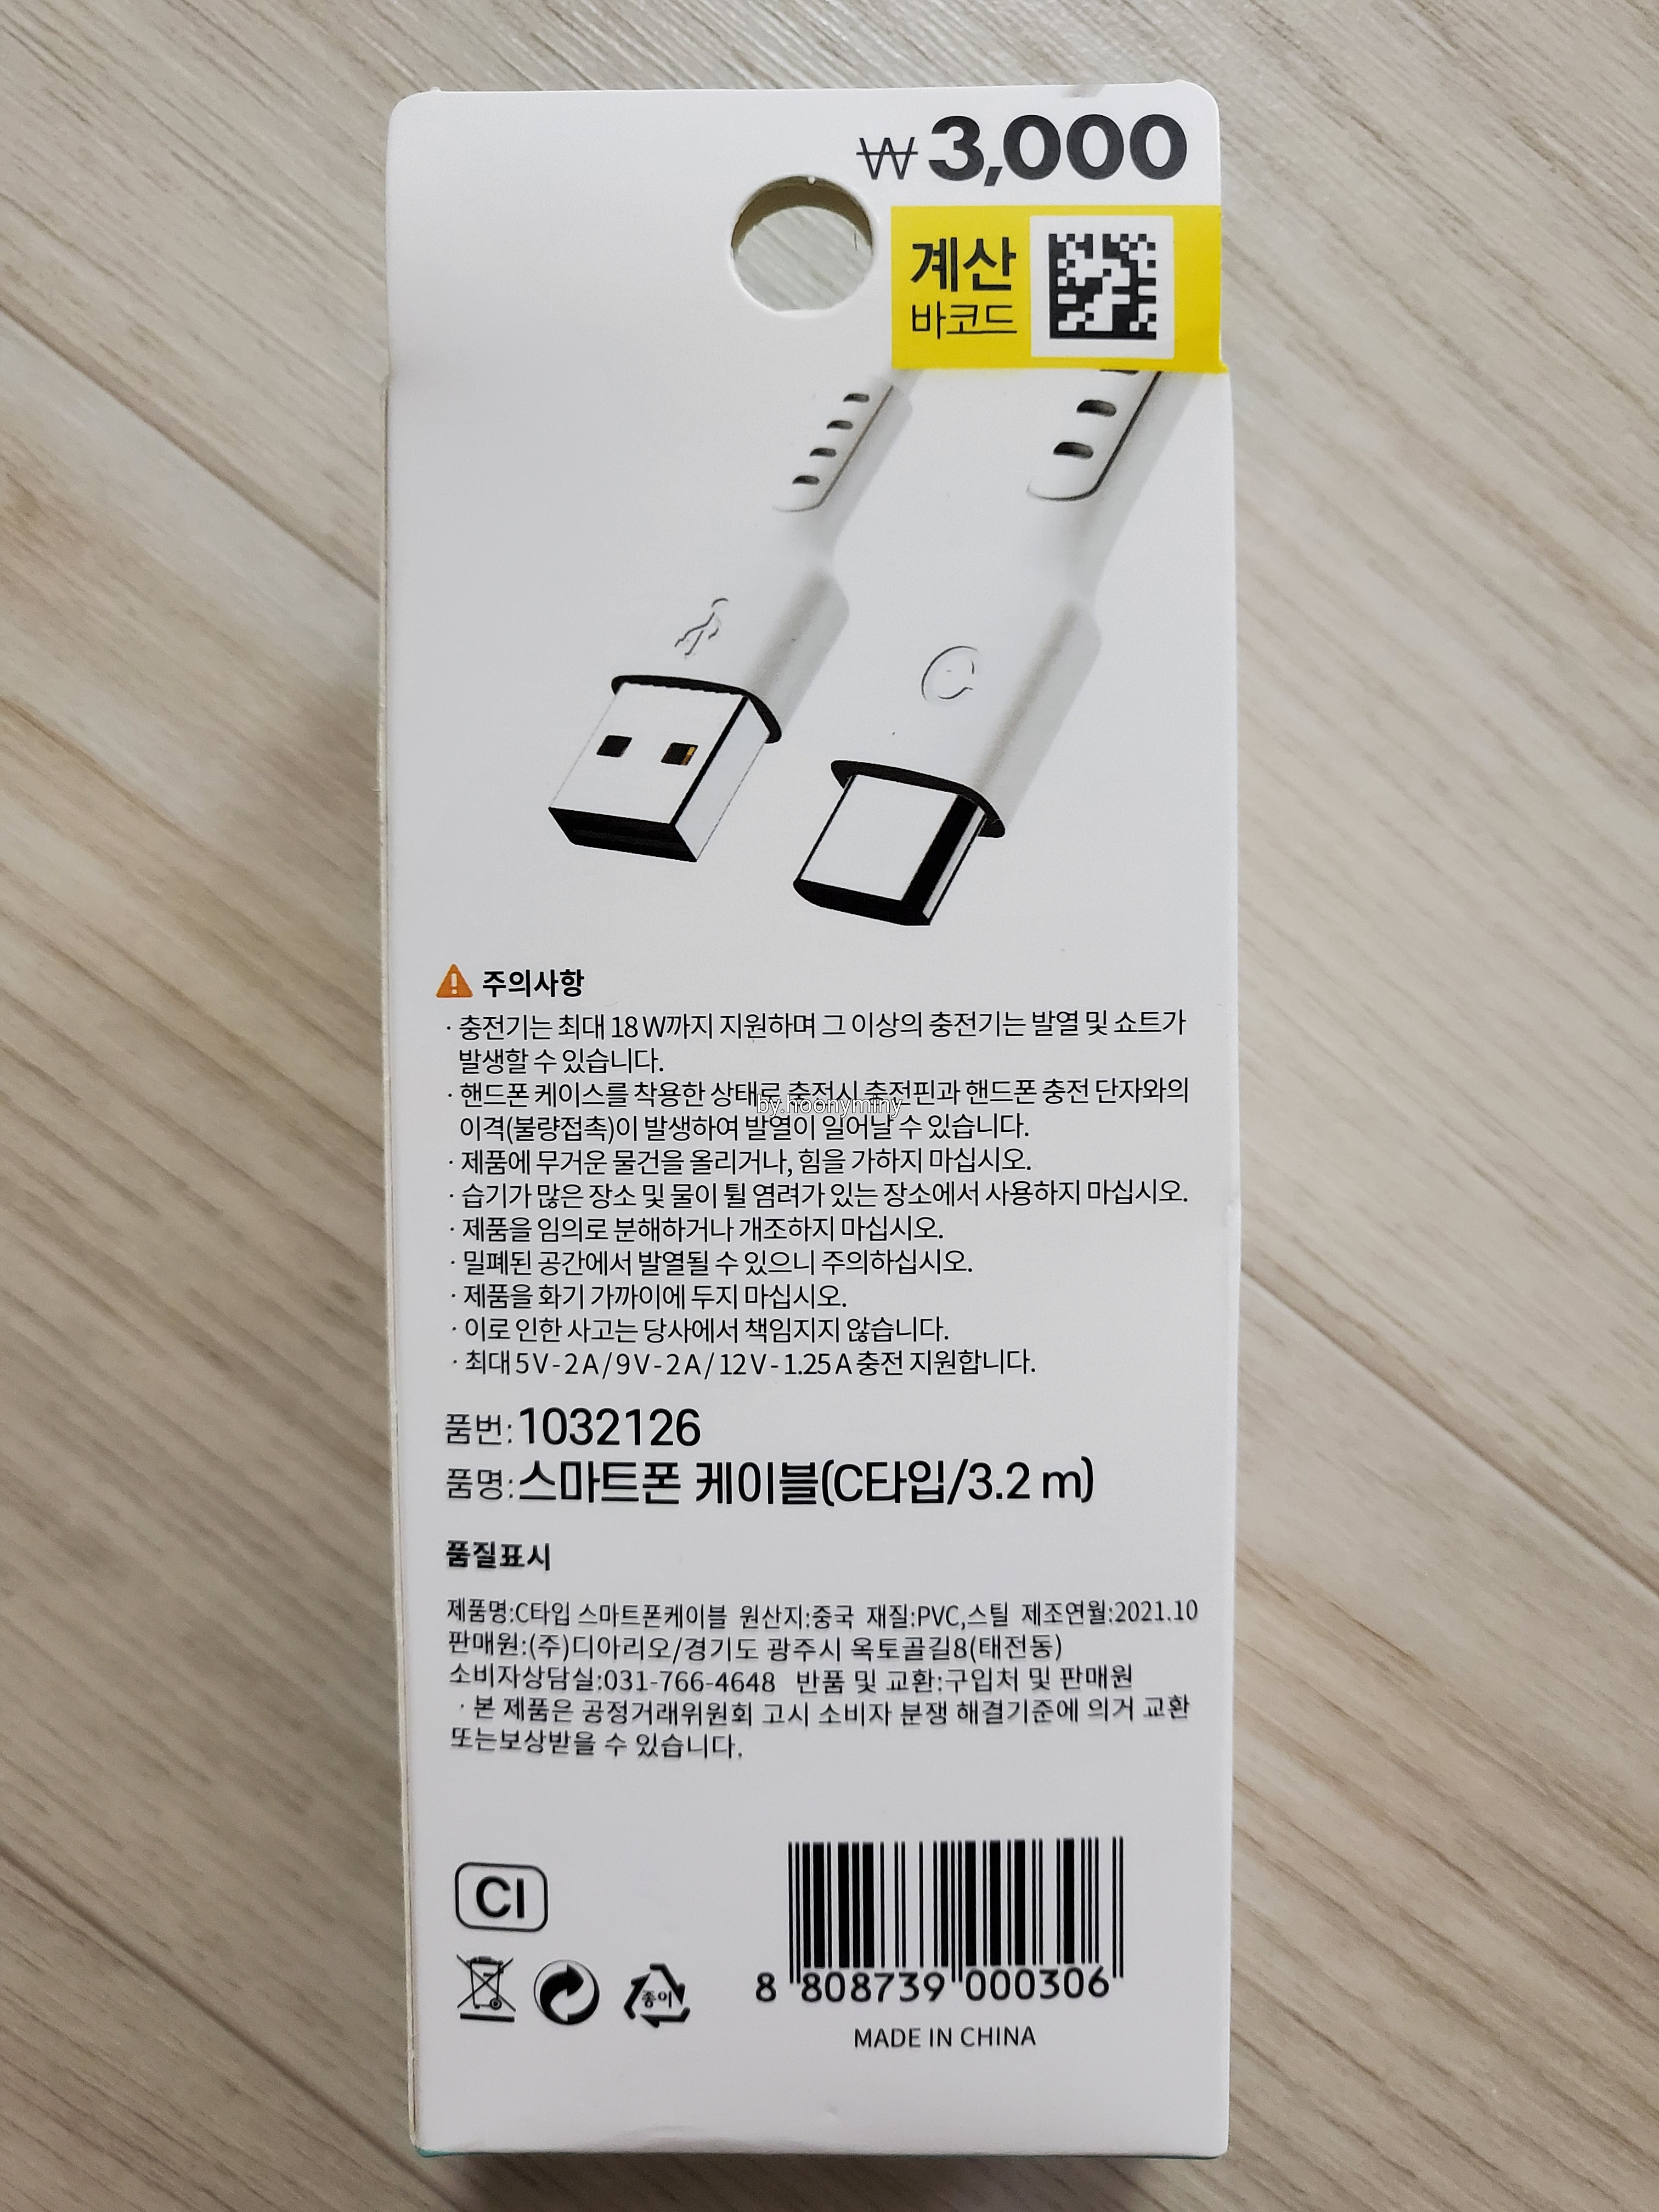 ₩3,000
계산
바코드
C
주의사항
· 충전기는 최대 18 W까지 지원하며 그 이상의 충전기는 발열 및 쇼트가
발생할 수 있습니다.
· 핸드폰 케이스를 착용한 상태로 충전시 충전핀과 핸드폰 충전 단자와의
by.hoonyminy
이격(불량접촉)이 발생하여 발열이 일어날 수 있습니다.
· 제품에 무거운 물건을 올리거나, 힘을 가하지 마십시오.
· 습기가 많은 장소 및 물이 튈 염려가 있는 장소에서 사용하지 마십시오.
· 제품을 임의로 분해하거나 개조하지 마십시오.
· 밀폐된 공간에서 발열될 수 있으니 주의하십시오.
· 제품을 화기 가까이에 두지 마십시오.
· 이로 인한 사고는 당사에서 책임지지 않습니다.
· 최대 5 V - 2 A / 9 V - 2 A / 12 V - 1.25 A 충전 지원합니다.
품번: 1032126
품명: 스마트폰 케이블(C타입/3.2 m)
품질표시
제품명:C타입 스마트폰케이블 원산지:중국 재질:PVC,스틸 제조연월:2021.10
판매원:(주)디아리오/경기도 광주시 옥토골길8(태전동)
소비자상담실:031-766-4648 반품 및 교환:구입처 및 판매원
· 본 제품은 공정거래위원회 고시 소비자 분쟁 해결기준에 의거 교환
또는보상받을 수 있습니다.
CI
종이
8 808739 000306
MADE IN CHINA